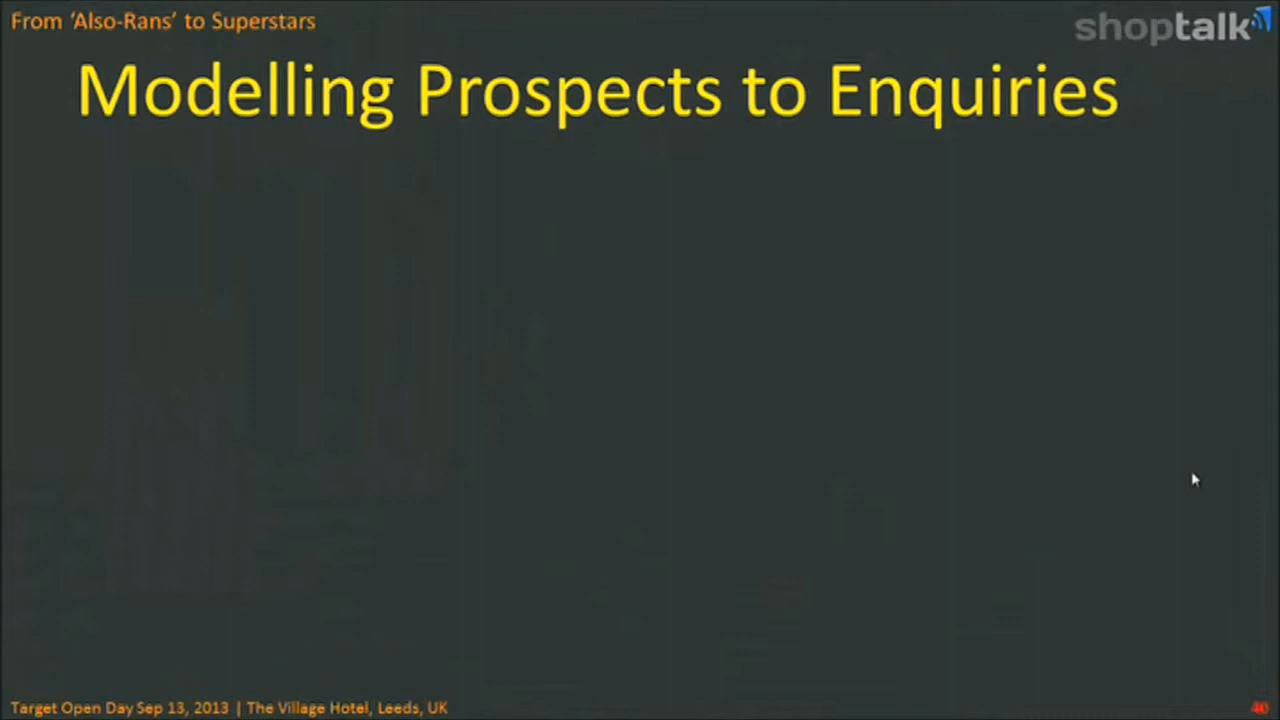 From ‘Also-Rans’ to Superstars
shoptalk
Modelling Prospects to Enquiries
Target Open Day Sep 13, 2013 | The Village Hotel, Leeds, UK
40